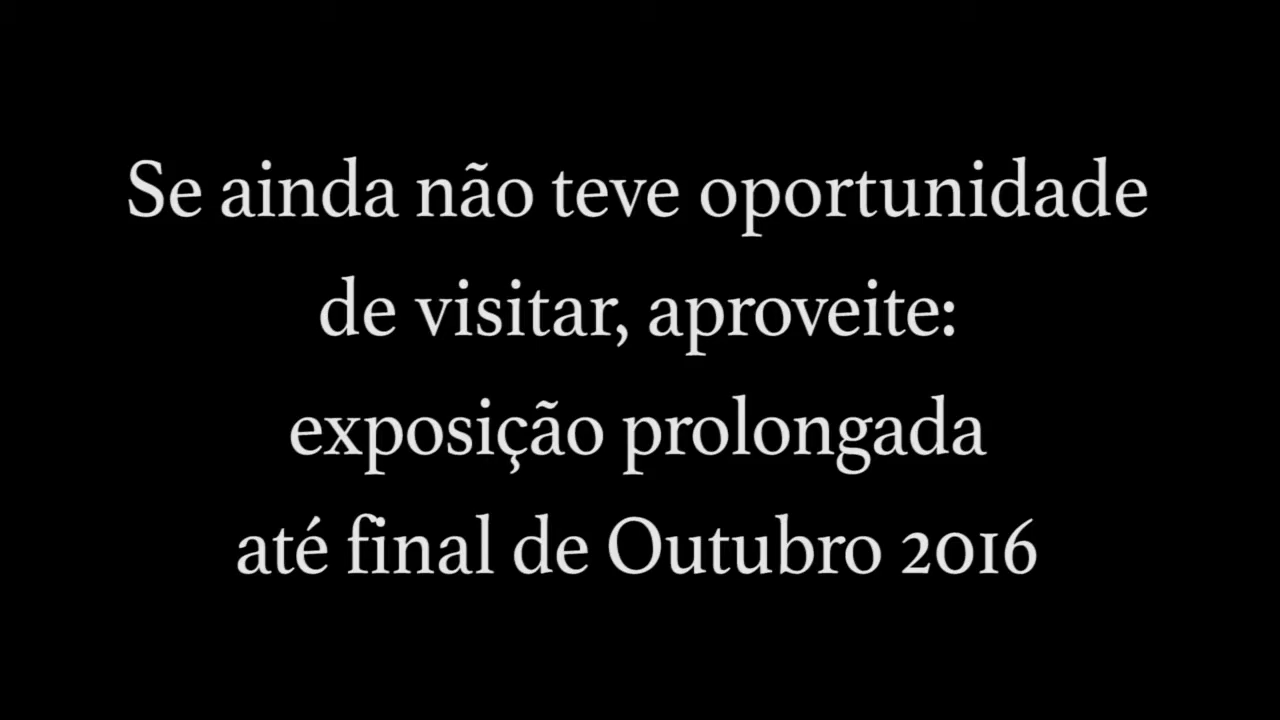 Se ainda não teve oportunidade
de visitar, aproveite:
exposição prolongada
até final de Outubro 2016